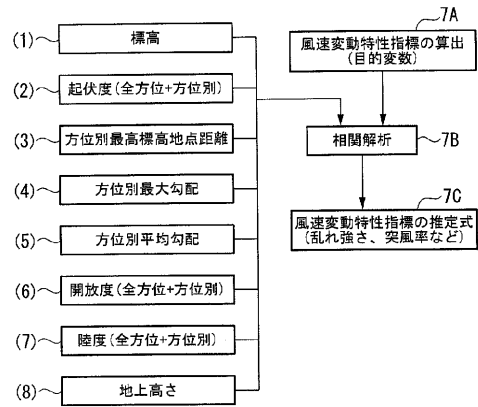 (1) 標高
(2) 起伏度(全方位+方位別)
(3) 方位別最高標高地点距離
(4) 方位別最大勾配
(5) 方位別平均勾配
(6) 開放度(全方位+方位別)
(7) 陸度(全方位+方位別)
(8) 地上高さ
7A
風速変動特性指標の算出
(目的変数)
相関解析
7B
7C
風速変動特性指標の推定式
(乱れ強さ、突風率など)